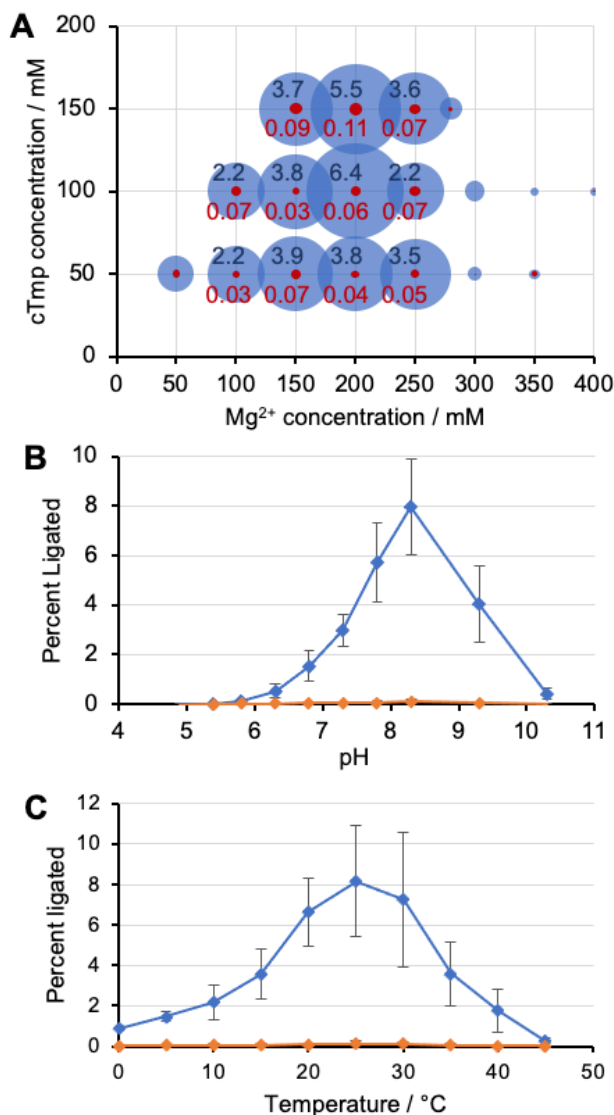 A
cTmp concentration / mM
200
150
100
50
0
3.7 5.5 3.6
0.09 0.11 0.07
2.2 3.8 6.4 2.2
0.07 0.03 0.06 0.07
2.2 3.9 3.8 3.5
0.03 0.07 0.04 0.05
0 50 100 150 200 250 300 350 400
Mg²⁺ concentration / mM
B
Percent Ligated
10
8
6
4
2
0
4 5 6 7 8 9 10 11
pH
C
Percent ligated
12
10
8
6
4
2
0
0 10 20 30 40 50
Temperature / °C